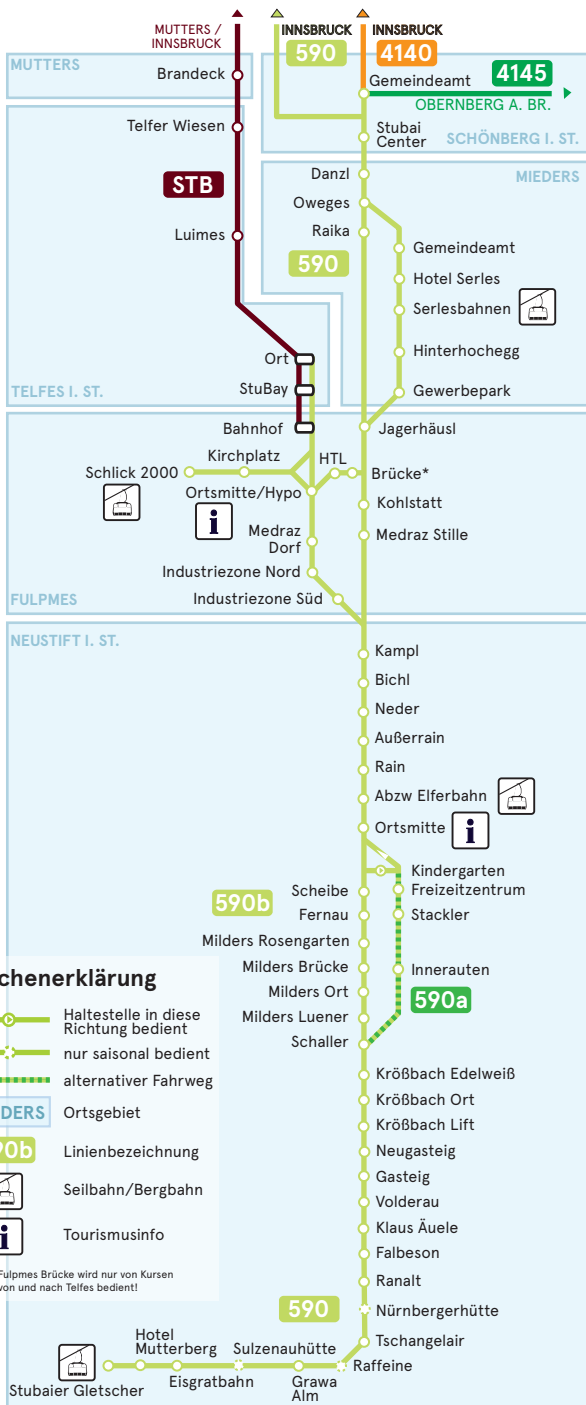 MUTTERS /
INNSBRUCK
INNSBRUCK
590
INNSBRUCK
4140
MUTTERS
Brandeck
Gemeindeamt
4145
OBERNBERG A. BR.
Telfer Wiesen
Stubai
Center
SCHÖNBERG I. ST.
STB
Danzl
MIEDERS
Oweges
Raika
Luimes
590
Gemeindeamt
Hotel Serles
Serlesbahnen
Ort
Hinterhochegg
StuBay
TELFES I. ST.
Gewerbepark
Bahnhof
Jagerhäusl
Kirchplatz
HTL
Schlick 2000
Brücke*
Ortsmitte/Hypo
i
Kohlstatt
Medraz
Dorf
Medraz Stille
Industriezone Nord
Industriezone Süd
FULPMES
NEUSTIFT I. ST.
Kampl
Bichl
Neder
Außerrain
Rain
Abzw Elferbahn
Ortsmitte
i
Kindergarten
Scheibe
Freizeitzentrum
590b
Fernau
Stackler
Milders Rosengarten
Milders Brücke
Innerauten
Milders Ort
590a
Milders Luener
Schaller
chenerklärung
Haltestelle in diese
Richtung bedient
nur saisonal bedient
alternativer Fahrweg
DERS
Ortsgebiet
0b
Linienbezeichnung
Seilbahn/Bergbahn
i
Tourismusinfo
Fulpmes Brücke wird nur von Kursen
von und nach Telfes bedient!
Krößbach Edelweiß
Krößbach Ort
Krößbach Lift
Neugasteig
Gasteig
Volderau
Klaus Äuele
Falbeson
Ranalt
590
Nürnbergerhütte
Tschangelair
Hotel
Mutterberg
Sulzenauhütte
Raffeine
Stubaier Gletscher
Eisgratbahn
Grawa
Alm